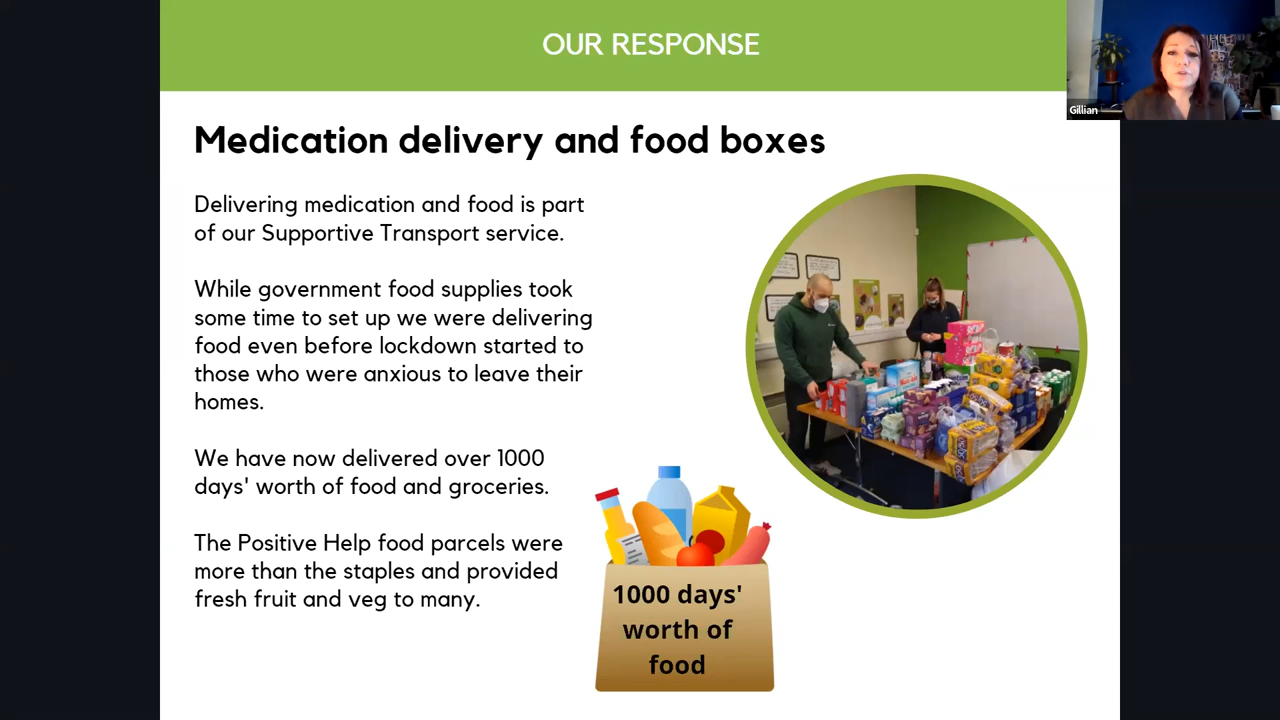 OUR RESPONSE
Gillian
Medication delivery and food boxes
Delivering medication and food is part
of our Supportive Transport service.
While government food supplies took
some time to set up we were delivering
food even before lockdown started to
those who were anxious to leave their
homes.
We have now delivered over 1000
days' worth of food and groceries.
The Positive Help food parcels were
more than the staples and provided
fresh fruit and veg to many.
1000 days'
worth of
food